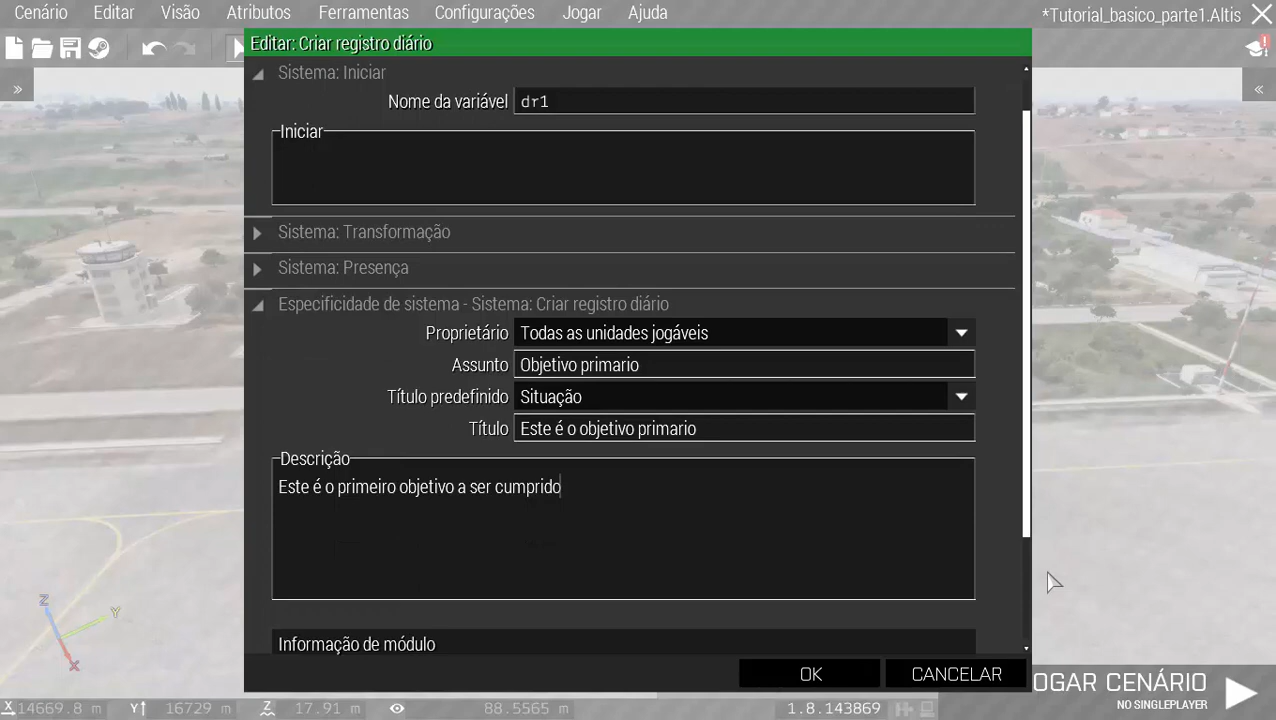 Cenário Editar Visão Atributos Ferramentas Configurações Jogar Ajuda *Tutorial_basico_parte1.Altis
Editar: Criar registro diário
Sistema: Iniciar
Nome da variável dr1
Iniciar
Sistema: Transformação
Sistema: Presença
Especificidade de sistema - Sistema: Criar registro diário
Proprietário Todas as unidades jogáveis
Assunto Objetivo primario
Título predefinido Situação
Título Este é o objetivo primario
Descrição
Este é o primeiro objetivo a ser cumprido
Z
Y
X
Informação de módulo
OK CANCELAR
OGAR CENÁRIO
NO SINGLEPLAYER
X 14669.8 m Y 16729 m Z 17.91 m 88.5565 m 1.8.143869